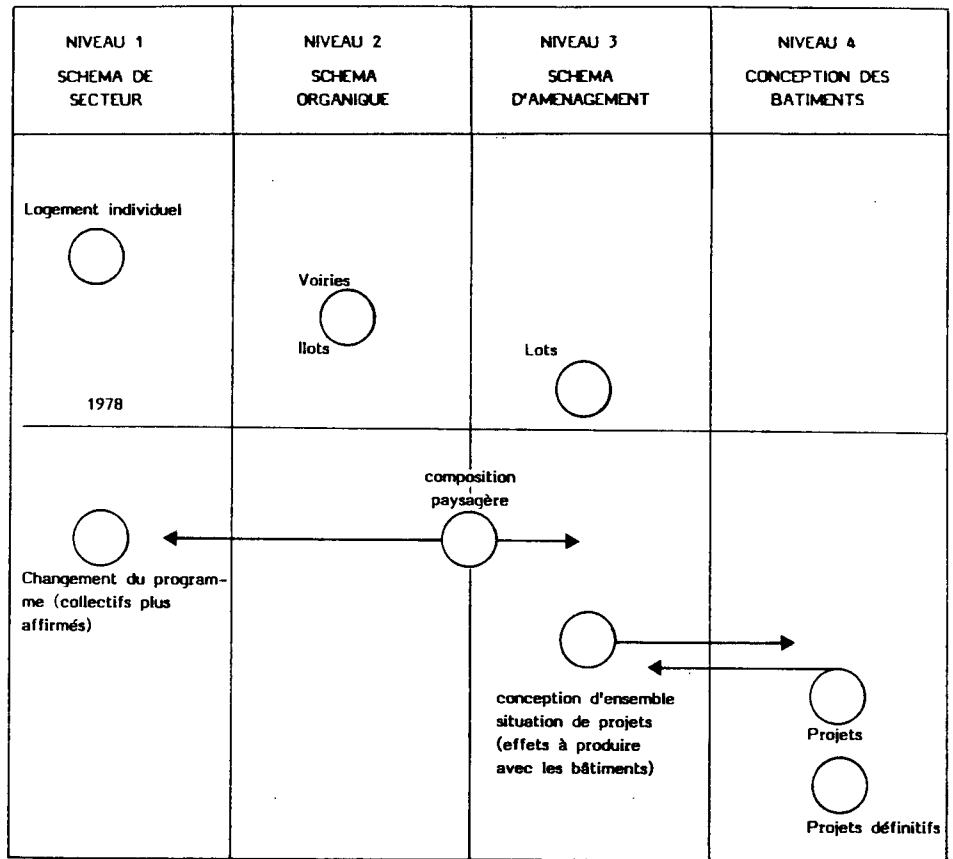 NIVEAU 1
SCHEMA DE
SECTEUR
NIVEAU 2
SCHEMA
ORGANIQUE
NIVEAU 3
SCHEMA
D'AMENAGEMENT
NIVEAU 4
CONCEPTION DES
BATIMENTS
Logement individuel
Voiries
Ilots
Lots
1978
composition
paysagère
Changement du program-
me (collectifs plus
affirmés)
conception d'ensemble
situation de projets
(effets à produire
avec les bâtiments)
Projets
Projets définitifs